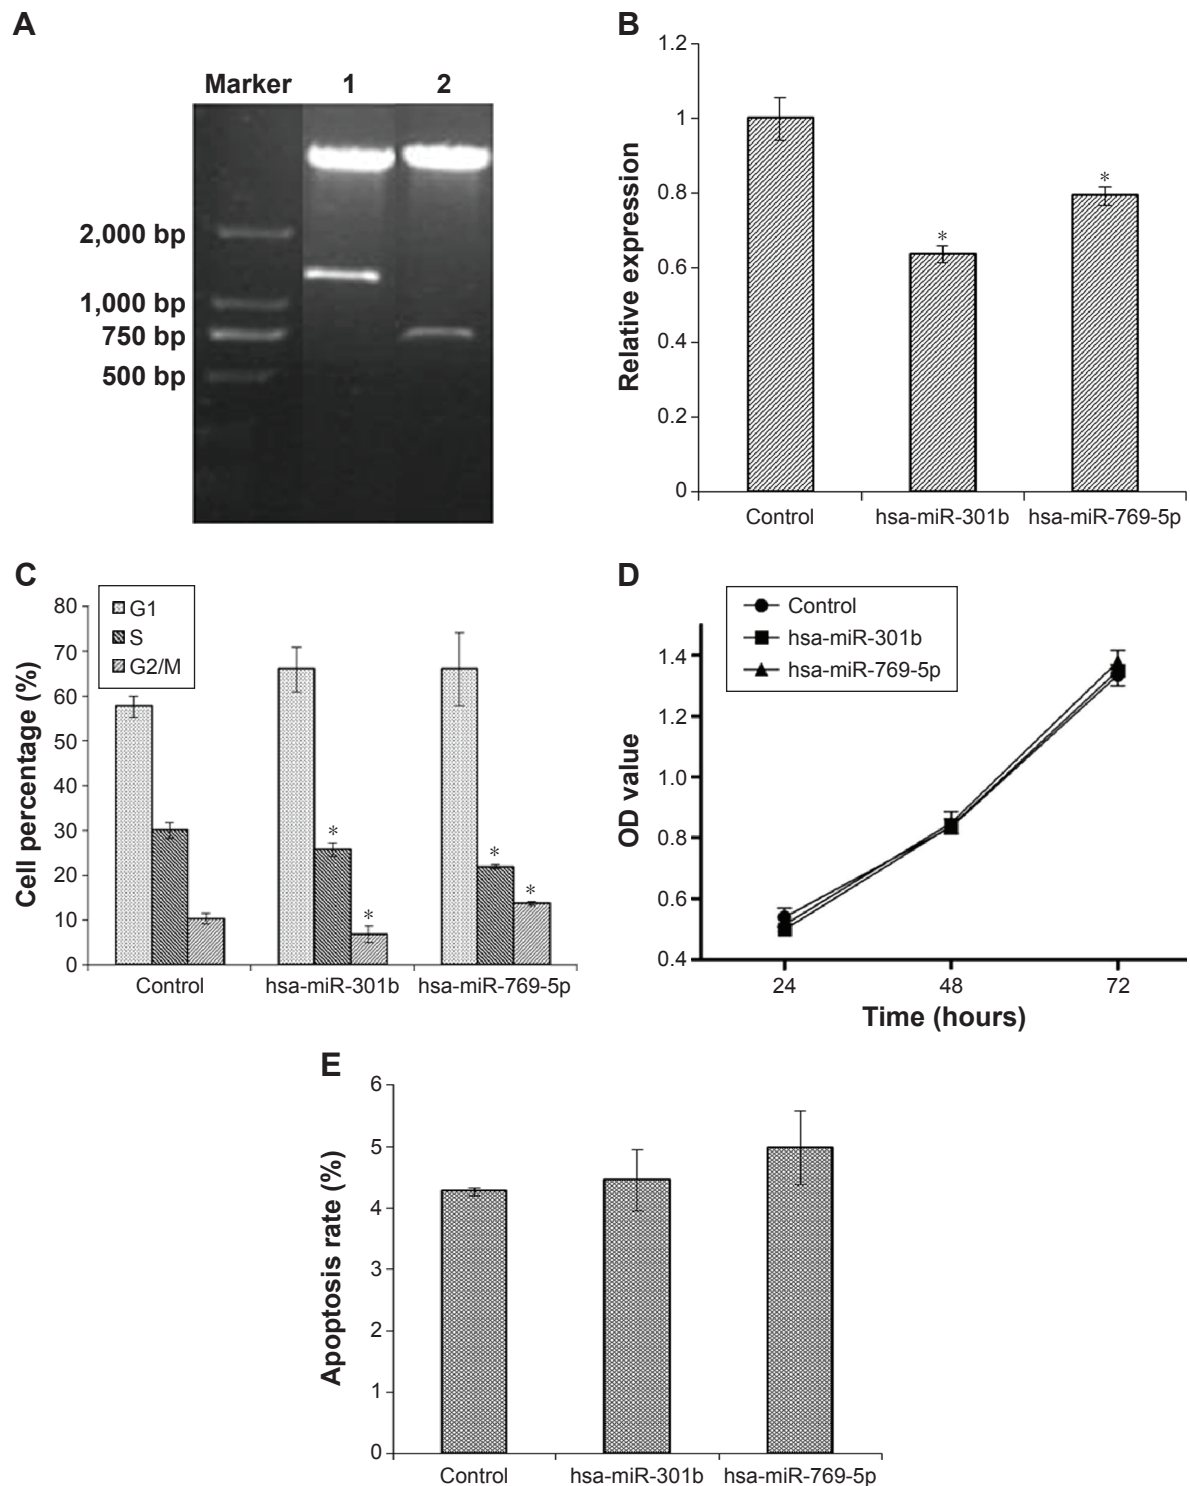 A
Marker 1 2
2,000 bp
1,000 bp
750 bp
500 bp
B
Relative expression
1.2
1
0.8
0.6
0.4
0.2
0
*
*
Control hsa-miR-301b hsa-miR-769-5p
C
Cell percentage (%)
80
70
60
50
40
30
20
10
0
G1
S
G2/M
*
*
*
*
Control hsa-miR-301b hsa-miR-769-5p
D
OD value
Control
hsa-miR-301b
hsa-miR-769-5p
1.4
1.2
1.0
0.8
0.6
0.4
24 48 72
Time (hours)
E
Apoptosis rate (%)
6
5
4
3
2
1
0
Control hsa-miR-301b hsa-miR-769-5p